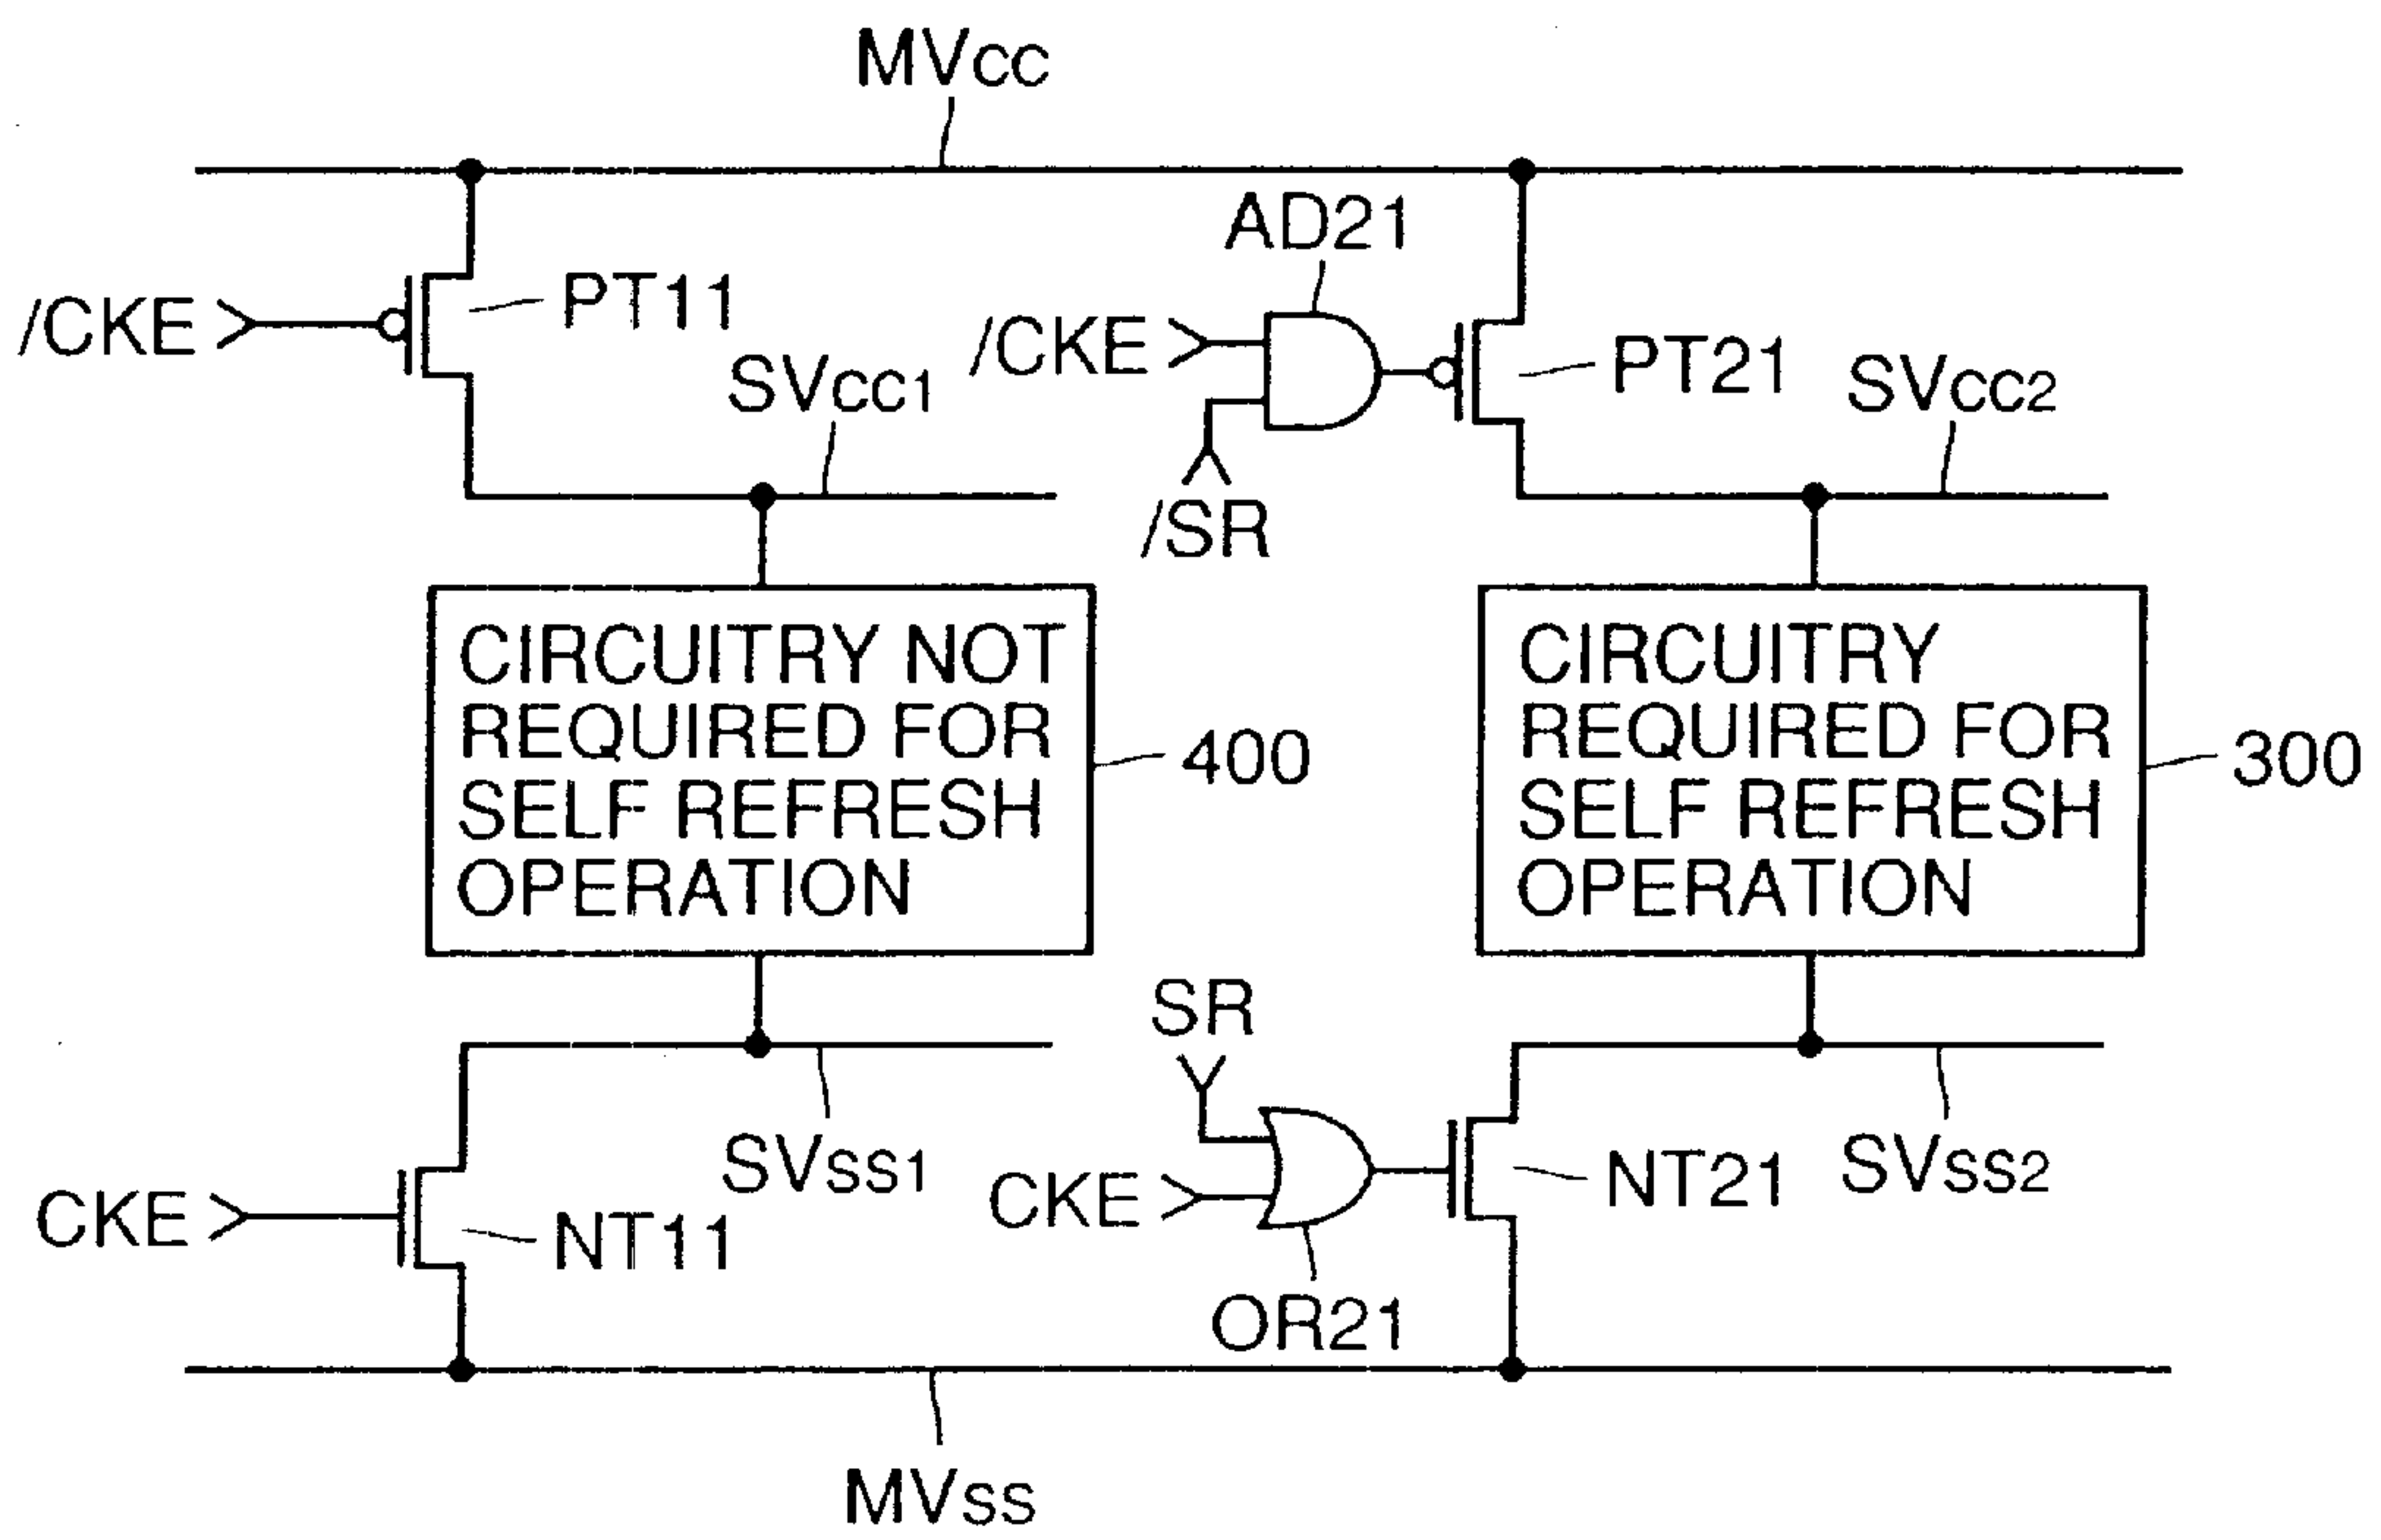 MVCC
AD21
/CKE
PT11
/CKE
PT21
SVCC1
SVCC2
/SR
CIRCUITRY NOT
REQUIRED FOR
SELF REFRESH
OPERATION
400
CIRCUITRY
REQUIRED FOR
SELF REFRESH
OPERATION
300
SR
SVSS1
CKE
NT21
SVSS2
CKE
NT11
OR21
MVSS